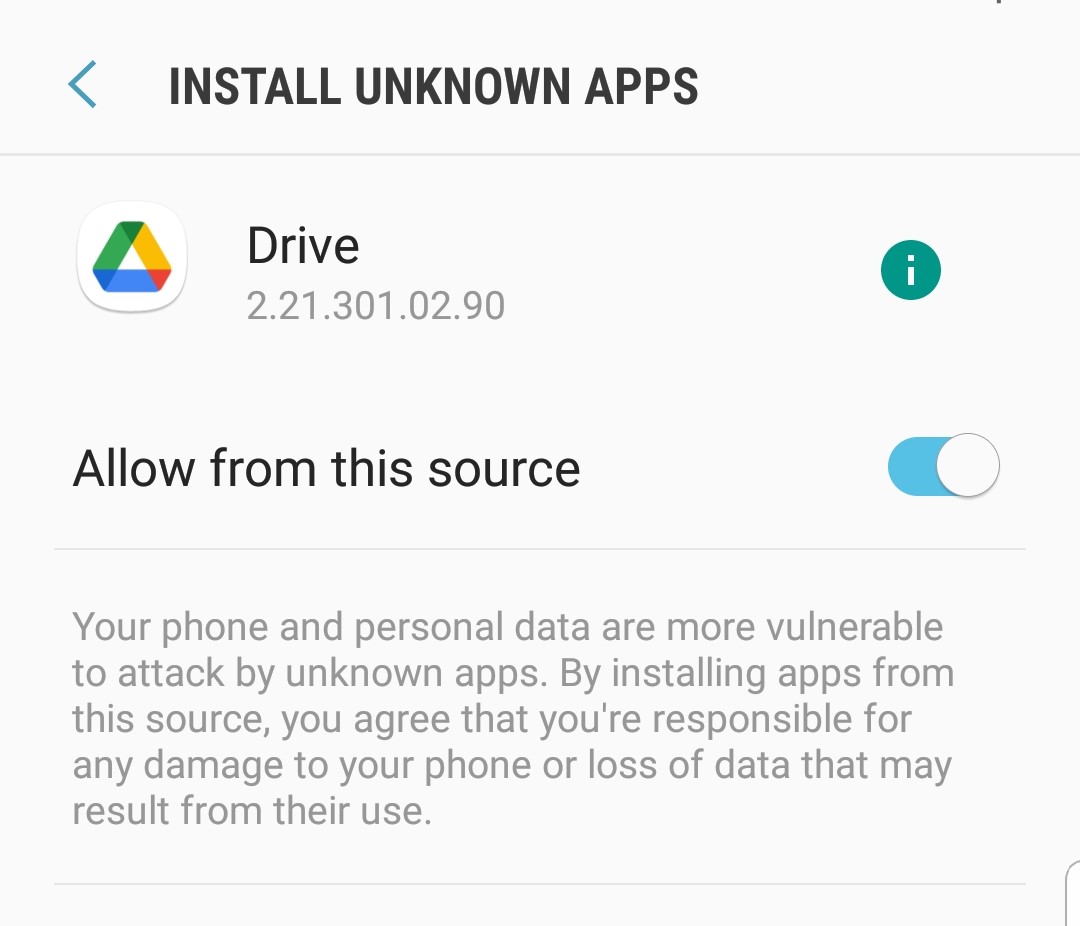 INSTALL UNKNOWN APPS
Drive
2.21.301.02.90
Allow from this source
Your phone and personal data are more vulnerable
to attack by unknown apps. By installing apps from
this source, you agree that you're responsible for
any damage to your phone or loss of data that may
result from their use.